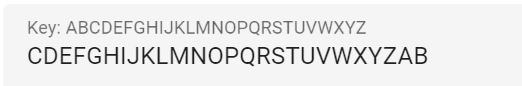 Key: ABCDEFGHIJKLMNOPQRSTUVWXYZ
CDEFGHIJKLMNOPQRSTUVWXYZAB